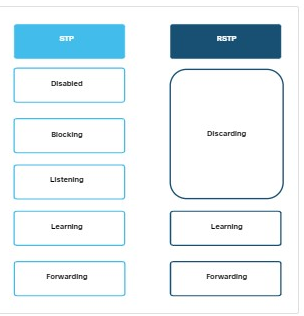 STP
RSTP
Disabled
Blocking
Discarding
Listening
Learning
Learning
Forwarding
Forwarding